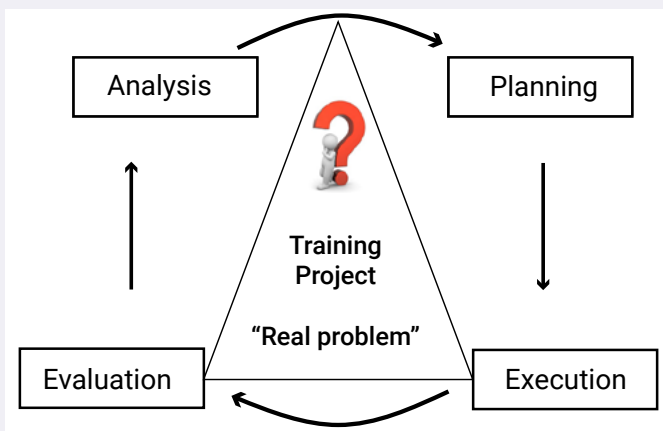 Analysis
Planning
Training
Project
“Real problem”
Evaluation
Execution